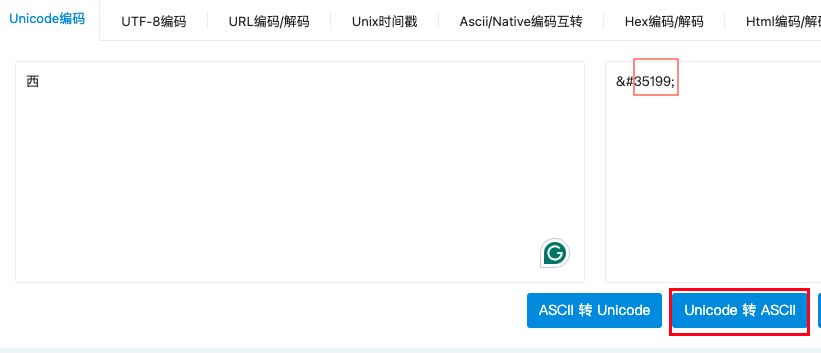 Unicode编码 UTF-8编码 URL编码/解码 Unix时间戳 Ascii/Native编码互转 Hex编码/解码 Html编码/解码
西 &#35199;
ASCII 转 Unicode Unicode 转 ASCII